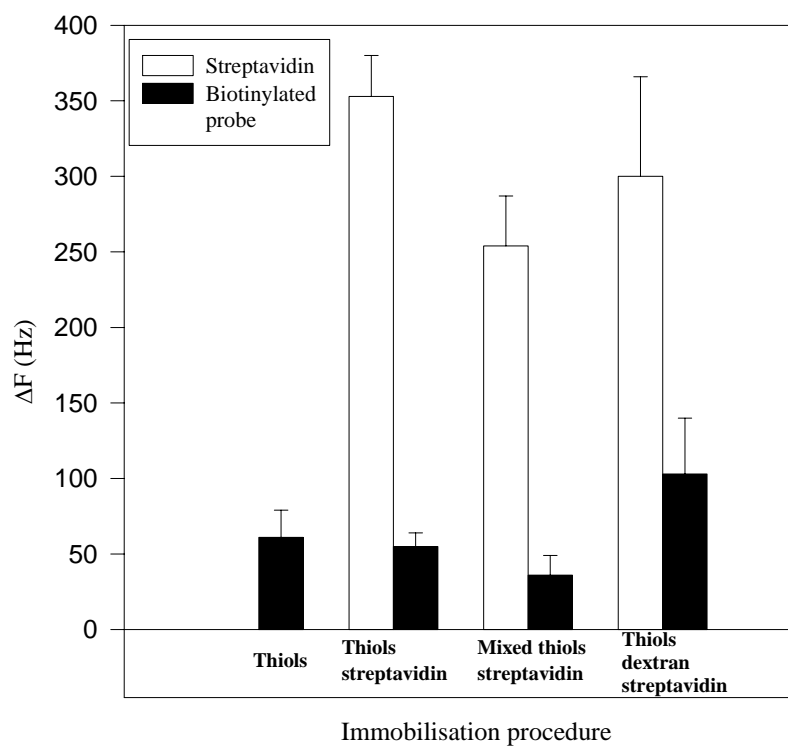 400
350
300
250
200
150
100
50
0
ΔF (Hz)
Streptavidin
Biotinylated
probe
Thiols
Thiols
streptavidin
Mixed thiols
streptavidin
Thiols
dextran
streptavidin
Immobilisation procedure